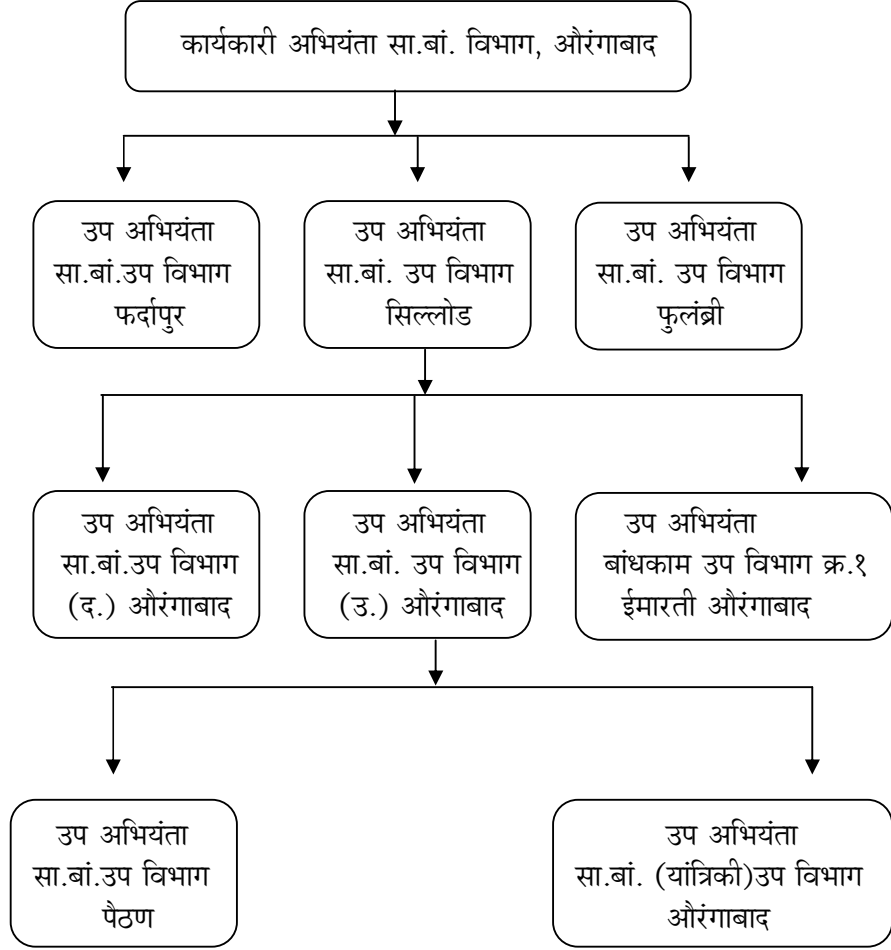 कार्यकारी अभियंता सा.बां. विभाग, औरंगाबाद
उप अभियंता
सा.बां.उप विभाग
फर्दापुर
उप अभियंता
सा.बां. उप विभाग
सिल्लोड
उप अभियंता
सा.बां. उप विभाग
फुलंब्री
उप अभियंता
सा.बां.उप विभाग
(द.) औरंगाबाद
उप अभियंता
सा.बां. उप विभाग
(उ.) औरंगाबाद
उप अभियंता
बांधकाम उप विभाग क्र.१
ईमारती औरंगाबाद
उप अभियंता
सा.बां.उप विभाग
पैठण
उप अभियंता
सा.बां. (यांत्रिकी)उप विभाग
औरंगाबाद